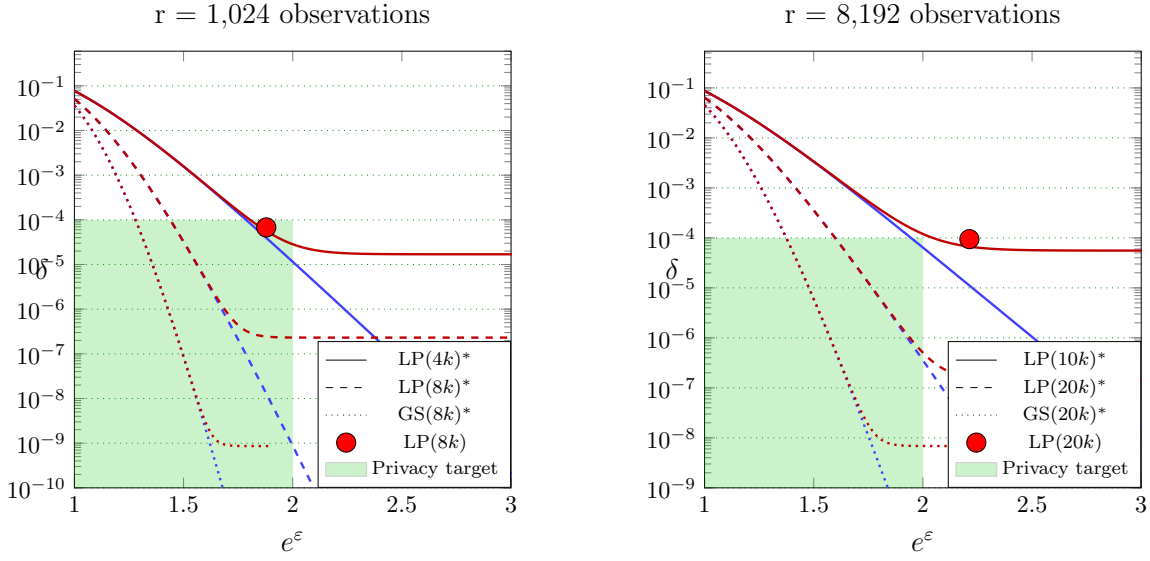 r = 1,024 observations
10⁻¹
10⁻²
10⁻³
10⁻⁴
10⁻⁵
10⁻⁶
10⁻⁷
10⁻⁸
10⁻⁹
10⁻¹⁰
δ
1
1.5
2
2.5
3
e^ε
LP(4k)*
LP(8k)*
GS(8k)*
LP(8k)
Privacy target
r = 8,192 observations
10⁻¹
10⁻²
10⁻³
10⁻⁴
10⁻⁵
10⁻⁶
10⁻⁷
10⁻⁸
10⁻⁹
δ
1
1.5
2
2.5
3
e^ε
LP(10k)*
LP(20k)*
GS(20k)*
LP(20k)
Privacy target